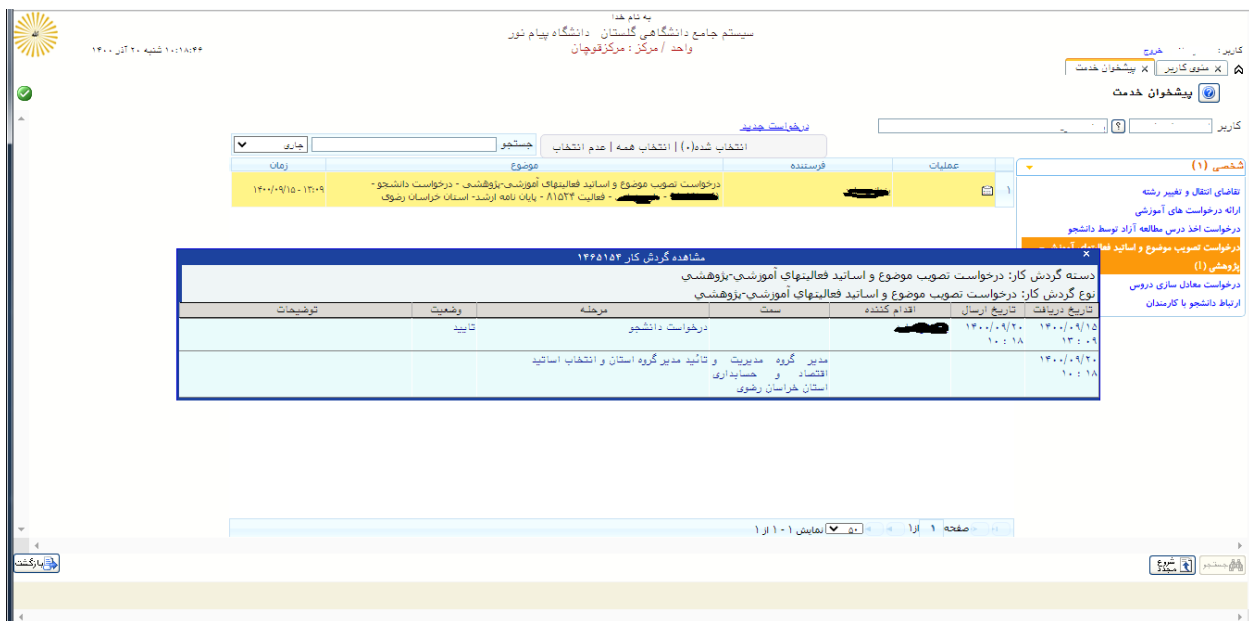 به نام خدا
سیستم جامع دانشگاهی گلستان دانشگاه پیام نور
واحد / مرکز : مرکزقوچان
۱۰:۱۸:۴۶ شنبه ۲۰ آذر ۱۴۰۰
کاربر : خروج
منوی کاربر x پیشخوان خدمت x
پیشخوان خدمت
کاربر ؟
درخواست جدید
انتخاب شده(۰) | انتخاب همه | عدم انتخاب جستجو جاری
عملیات فرستنده موضوع زمان
۱ درخواست تصویب موضوع و اساتید فعالیتهای آموزشی-پژوهشی - درخواست دانشجو -
- فعالیت ۸۱۵۲۴ - پایان نامه ارشد- استان خراسان رضوی
۱۴۰۰/۰۹/۱۵ - ۱۳:۰۹
شخصی (۱)
تقاضای انتقال و تغییر رشته
ارائه درخواست های آموزشی
درخواست اخذ درس مطالعه آزاد توسط دانشجو
درخواست تصویب موضوع و اساتید
پژوهشی (1)
درخواست معادل سازی دروس
ارتباط دانشجو با کارمندان
مشاهده گردش کار ۱۴۶۵۱۵۴ x
دسته گردش کار: درخواست تصویب موضوع و اساتید فعالیتهای آموزشي-پژوهشي
نوع گردش کار: درخواست تصویب موضوع و اساتید فعالیتهای آموزشي-پژوهشي
تاریخ دریافت تاریخ ارسال اقدام کننده سمت مرحله وضعیت توضیحات
۱۴۰۰/۰۹/۱۵ ۱۴۰۰/۰۹/۲۰ درخواست دانشجو تایید
۱۳ : ۰۹ ۱۰ : ۱۸
۱۴۰۰/۰۹/۲۰ مدیر گروه مدیریت و تائید مدیر گروه استان و انتخاب اساتید
۱۰ : ۱۸ اقتصاد و حسابداری
استان خراسان رضوی
صفحه ۱ از۱ ۵۰ نمایش ۱ - ۱ از ۱
جستجو شروع مجدد بازگشت